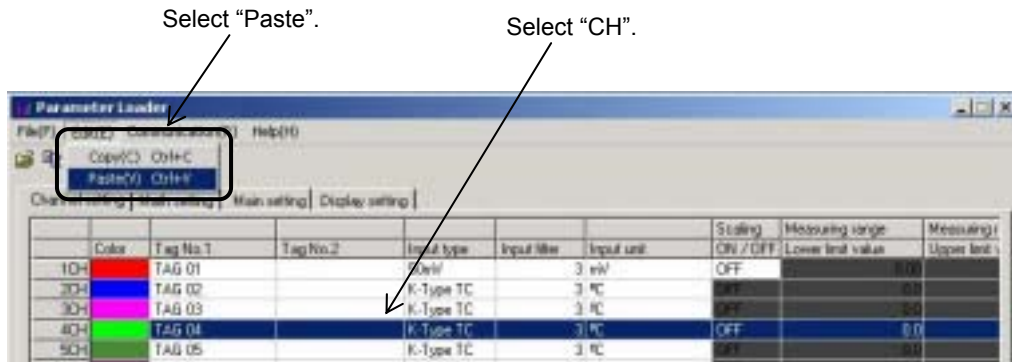 Select “Paste”.
Select “CH”.
Parameter Loader
File(F) Edit(E) Help(H)
Copy(C) Ctrl+C
Paste(V) Ctrl+V
Main setting Display setting
Scaling Measuring range Measuring
Color Tag No.1 Tag No.2 Input type Input filter Input unit ON / OFF Lower limit value Upper limit
1CH TAG 01 3 mV OFF
2CH TAG 02 K-Type TC 3 ℃ OFF 0.0
3CH TAG 03 K-Type TC 3 ℃ OFF 0.0
4CH TAG 04 K-Type TC 3 ℃ OFF 0.0
5CH TAG 05 K-Type TC 3 ℃ OFF 0.0